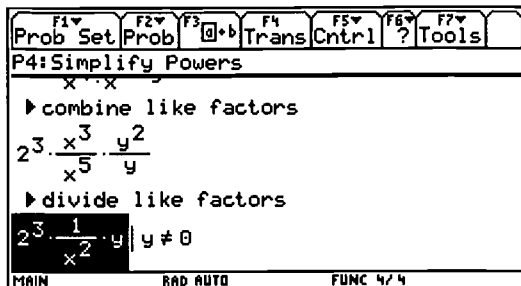 F1▼ F2▼ F3 F4 F5▼ F6▼ F7▼
Prob Set Prob a+b Trans Cntrl ? Tools
P4:Simplify Powers
▶combine like factors
2^3 · x^3/x^5 · y^2/y
▶divide like factors
2^3 · 1/x^2 · y | y ≠ 0
MAIN RAD AUTO FUNC 4/4